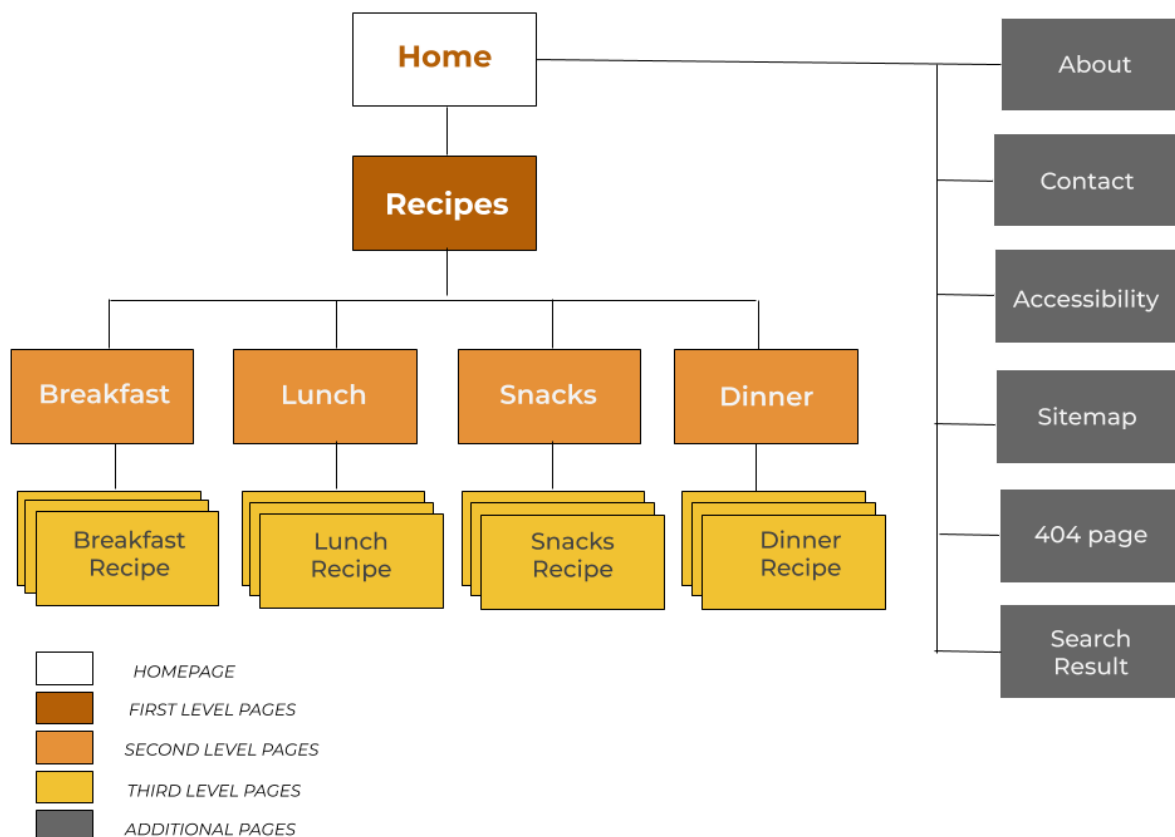 Home
About
Contact
Recipes
Accessibility
Breakfast
Lunch
Snacks
Dinner
Sitemap
Breakfast
Recipe
Lunch
Recipe
Snacks
Recipe
Dinner
Recipe
404 page
Search
Result
HOMEPAGE
FIRST LEVEL PAGES
SECOND LEVEL PAGES
THIRD LEVEL PAGES
ADDITIONAL PAGES